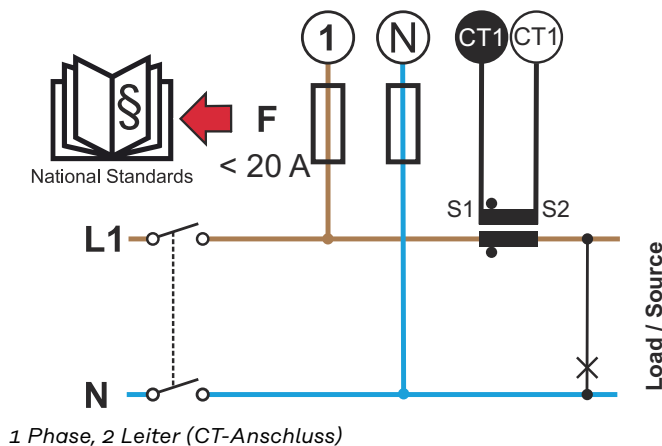 1 N CT1 CT1
§
F
National Standards
< 20 A
S1 S2
L1
Load / Source
N
1 Phase, 2 Leiter (CT-Anschluss)